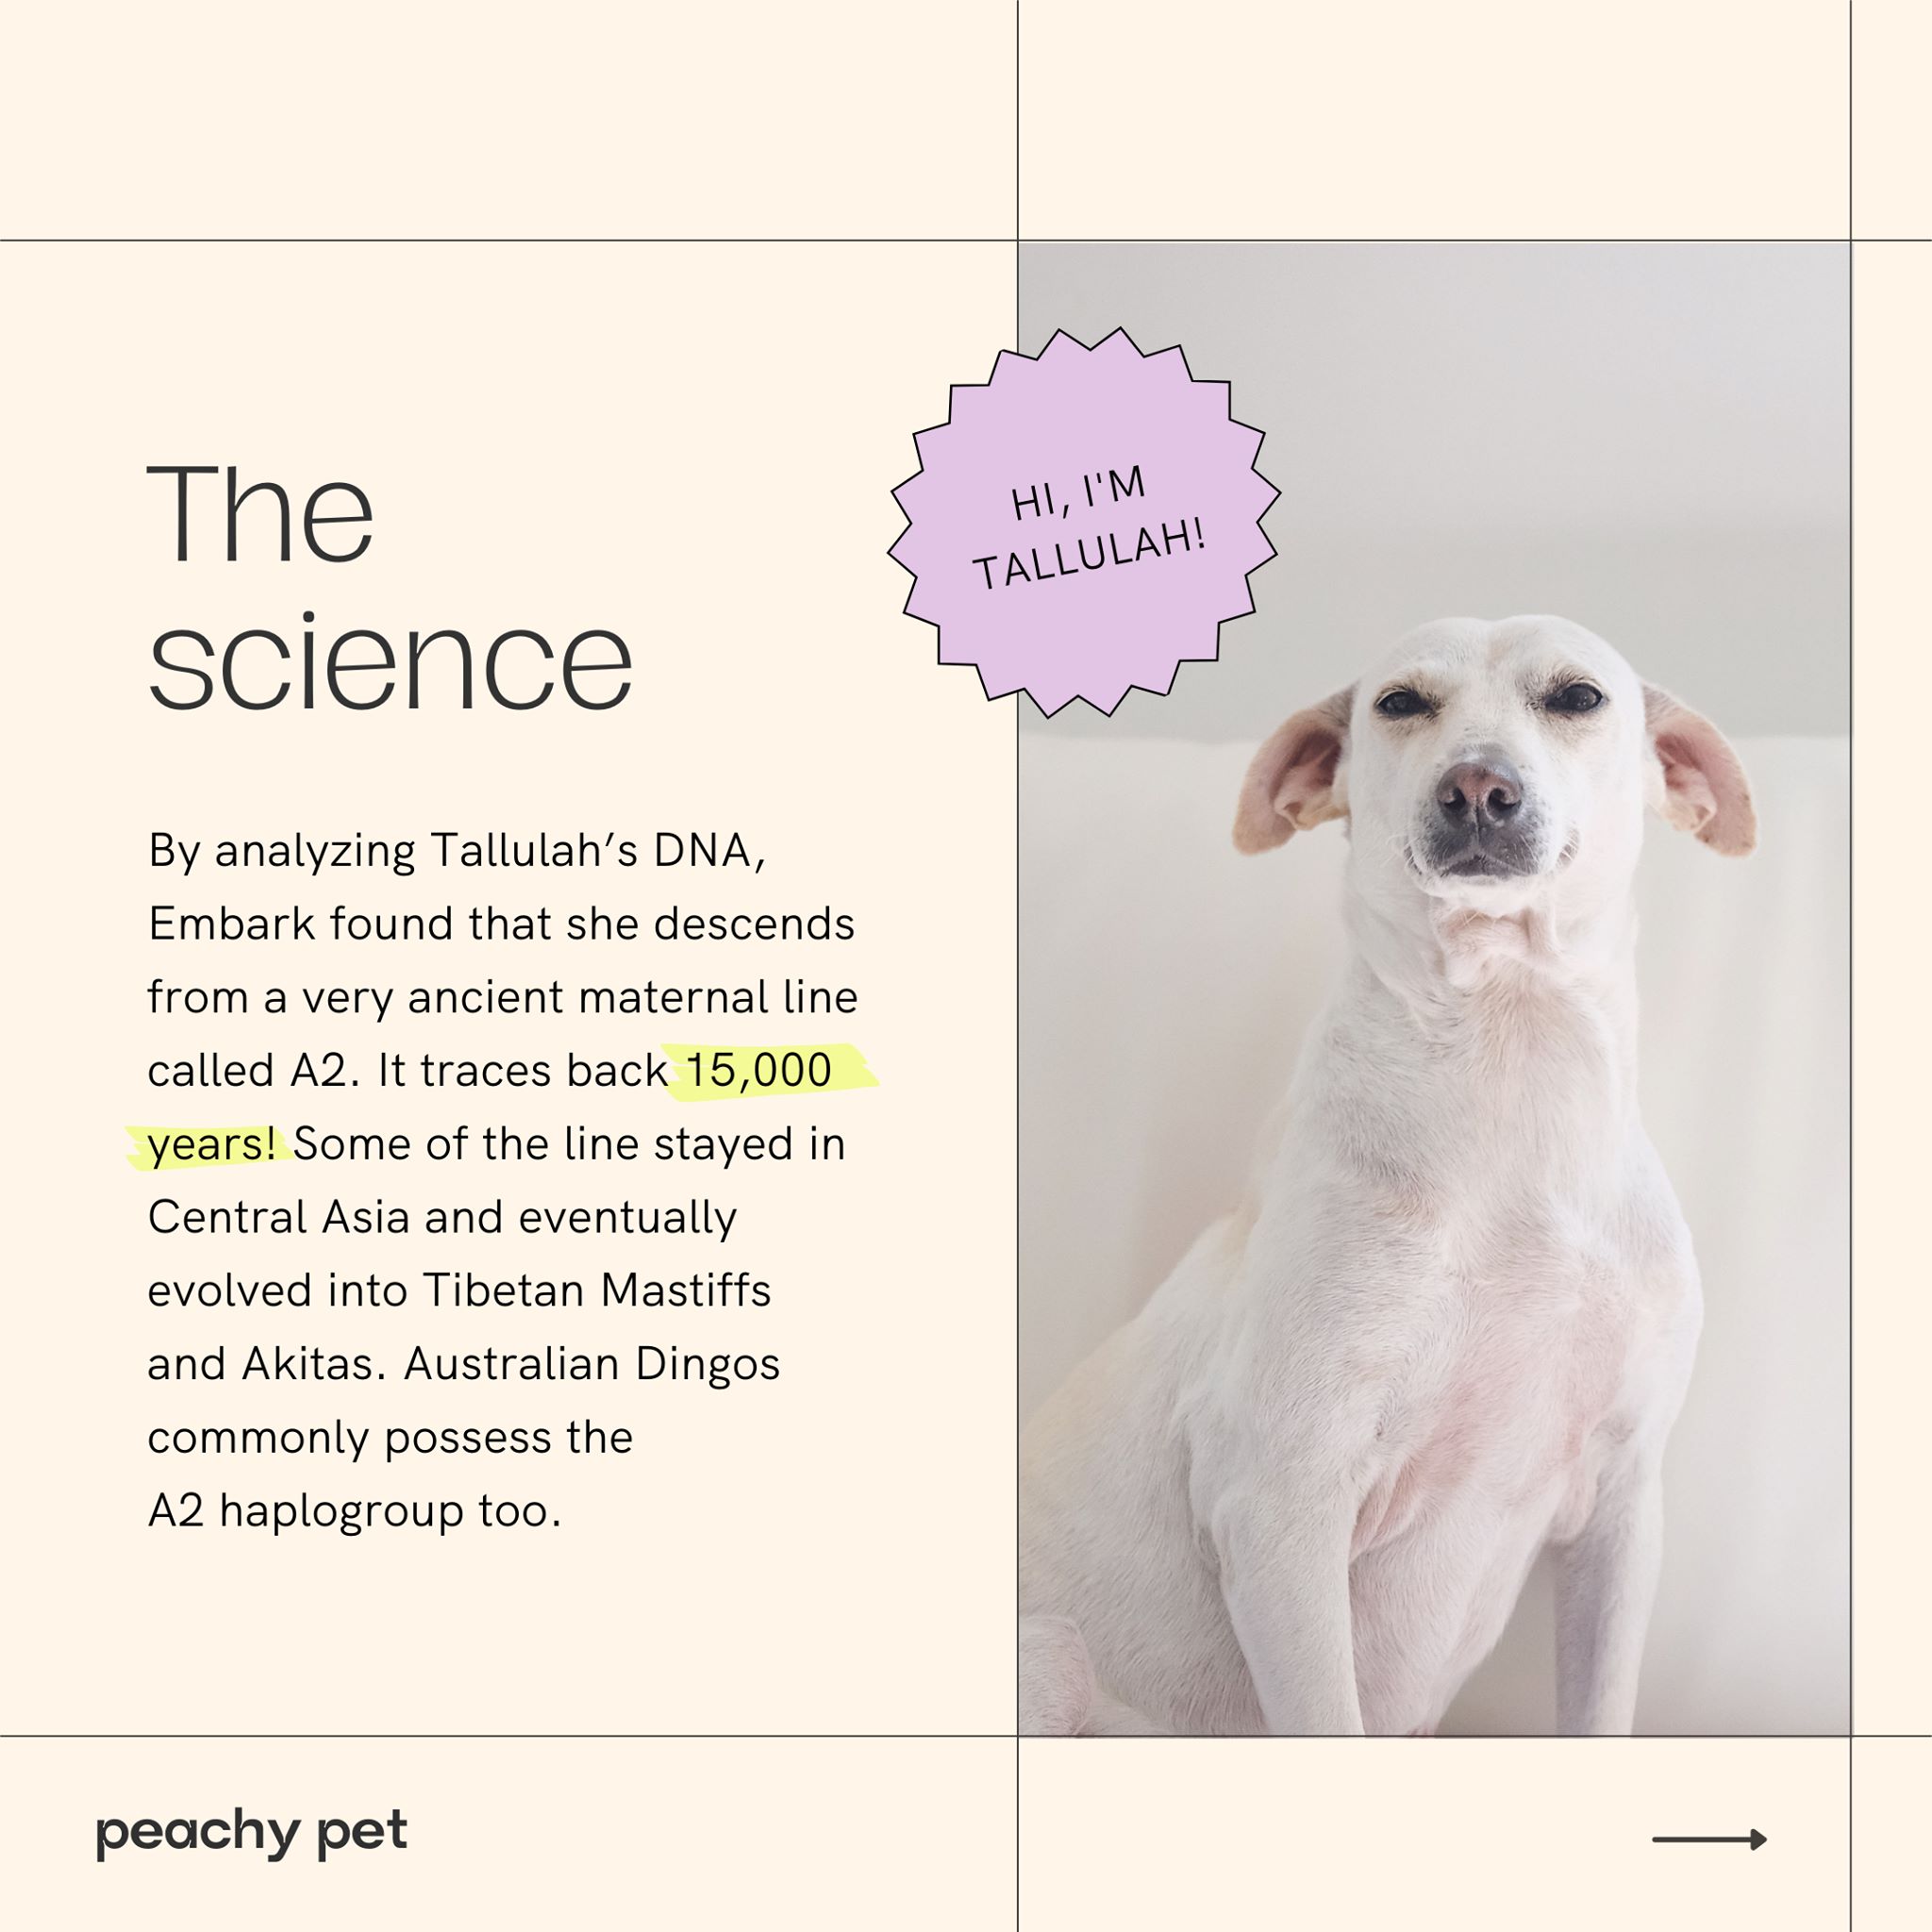 HI, I'M
TALLULAH!
The
science
By analyzing Tallulah’s DNA,
Embark found that she descends
from a very ancient maternal line
called A2. It traces back 15,000
years! Some of the line stayed in
Central Asia and eventually
evolved into Tibetan Mastiffs
and Akitas. Australian Dingos
commonly possess the
A2 haplogroup too.
peachy pet